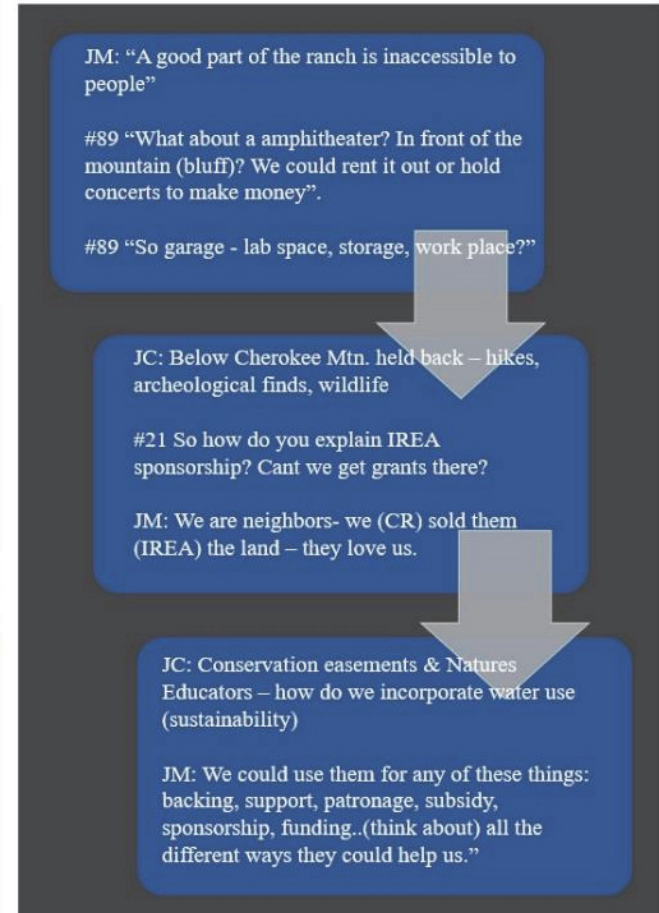 JM: “A good part of the ranch is inaccessible to
people”
#89 “What about a amphitheater? In front of the
mountain (bluff)? We could rent it out or hold
concerts to make money”.
#89 “So garage - lab space, storage, work place?”
JC: Below Cherokee Mtn. held back – hikes,
archeological finds, wildlife
#21 So how do you explain IREA
sponsorship? Cant we get grants there?
JM: We are neighbors- we (CR) sold them
(IREA) the land – they love us.
JC: Conservation easements & Natures
Educators – how do we incorporate water use
(sustainability)
JM: We could use them for any of these things:
backing, support, patronage, subsidy,
sponsorship, funding..(think about) all the
different ways they could help us.”